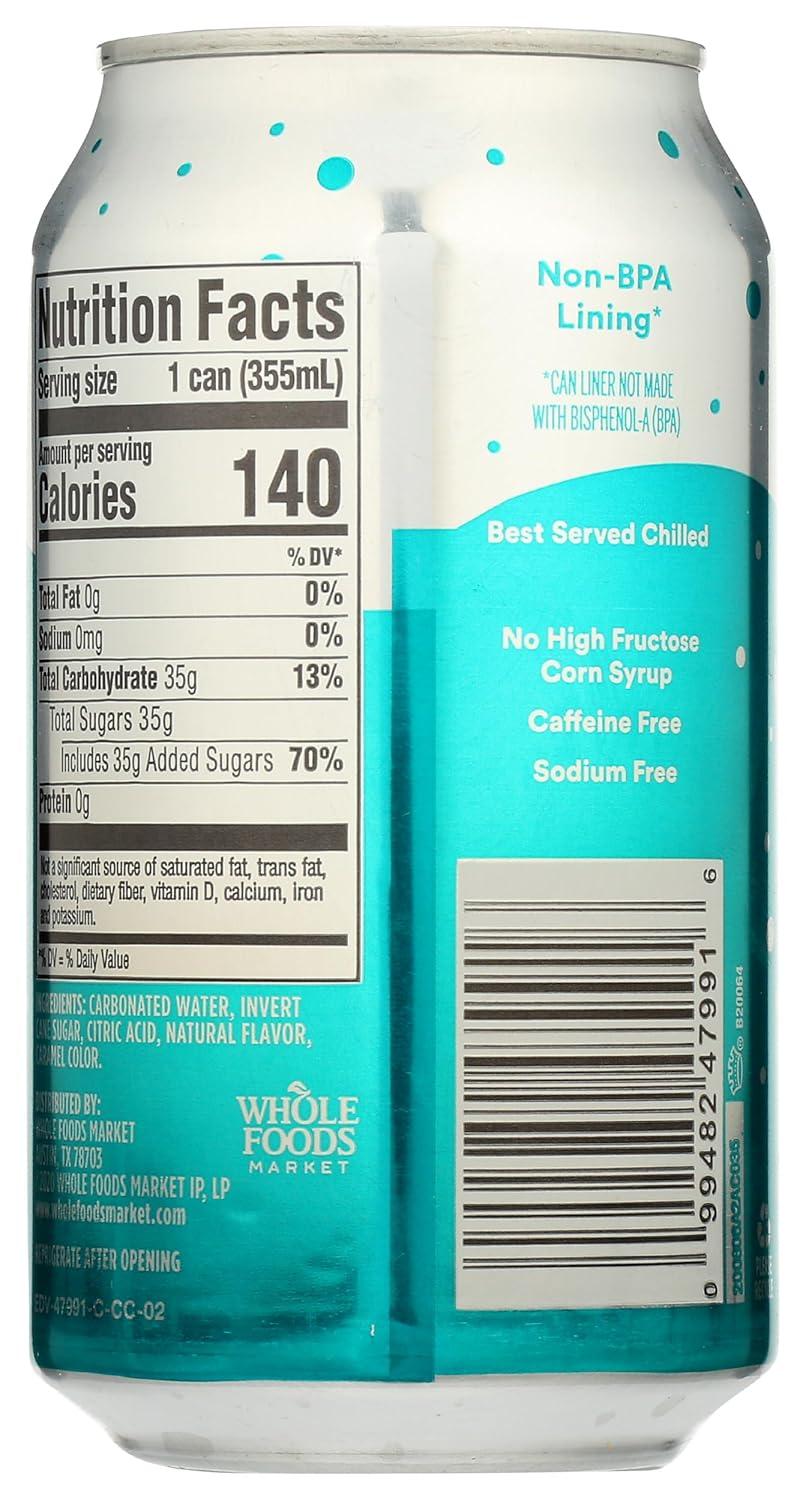 Nutrition Facts
Serving size 1 can (355mL)
Amount per serving
Calories 140
% DV*
Total Fat 0g 0%
Sodium 0mg 0%
Total Carbohydrate 35g 13%
Total Sugars 35g
Includes 35g Added Sugars 70%
Protein 0g
Not a significant source of saturated fat, trans fat,
cholesterol, dietary fiber, vitamin D, calcium, iron
and potassium.
*% DV = % Daily Value
INGREDIENTS: CARBONATED WATER, INVERT
CANE SUGAR, CITRIC ACID, NATURAL FLAVOR,
CARAMEL COLOR.
DISTRIBUTED BY:
WHOLE FOODS MARKET
AUSTIN, TX 78703
2020 WHOLE FOODS MARKET IP, LP
www.wholefoodsmarket.com
REFRIGERATE AFTER OPENING
EDV-47991-C-CC-02
WHOLE
FOODS
MARKET
Non-BPA
Lining*
*CAN LINER NOT MADE
WITH BISPHENOL-A (BPA)
Best Served Chilled
No High Fructose
Corn Syrup
Caffeine Free
Sodium Free
0 99482 47991 6
B20064
PLEASE
RECYCLE